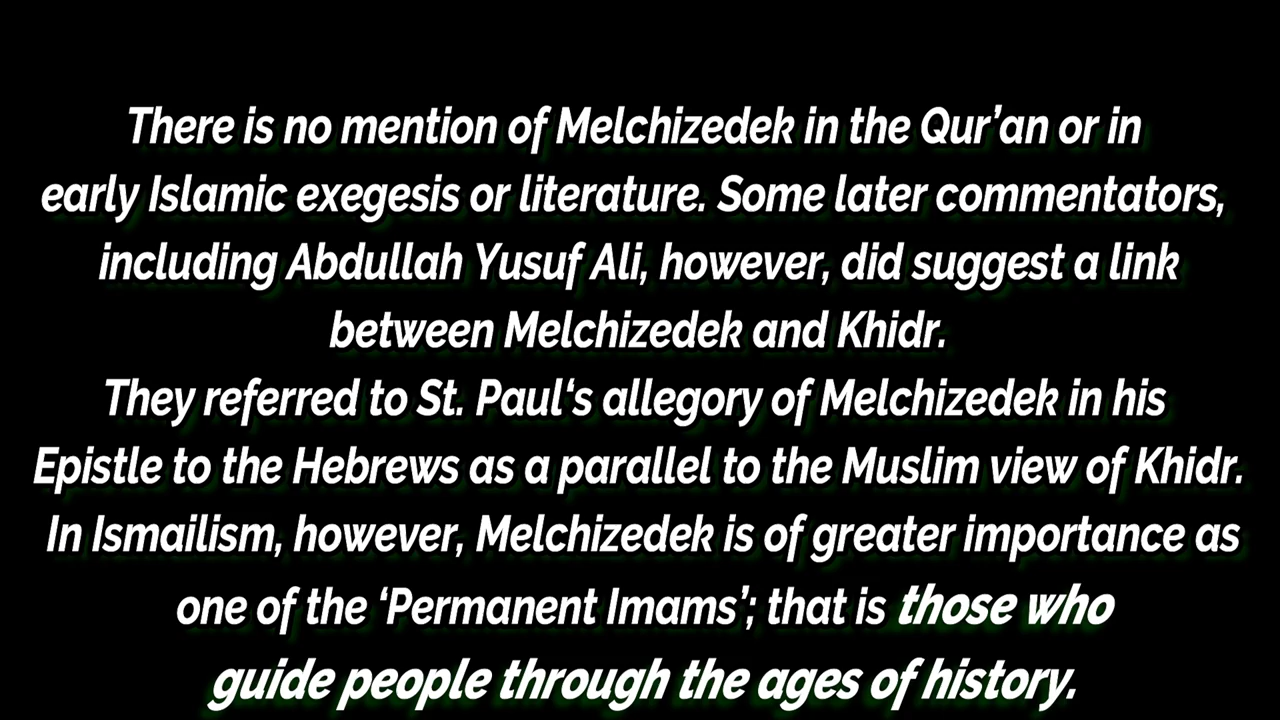 There is no mention of Melchizedek in the Qur’an or in
early Islamic exegesis or literature. Some later commentators,
including Abdullah Yusuf Ali, however, did suggest a link
between Melchizedek and Khidr.
They referred to St. Paul‘s allegory of Melchizedek in his
Epistle to the Hebrews as a parallel to the Muslim view of Khidr.
In Ismailism, however, Melchizedek is of greater importance as
one of the ‘Permanent Imams’; that is those who
guide people through the ages of history.